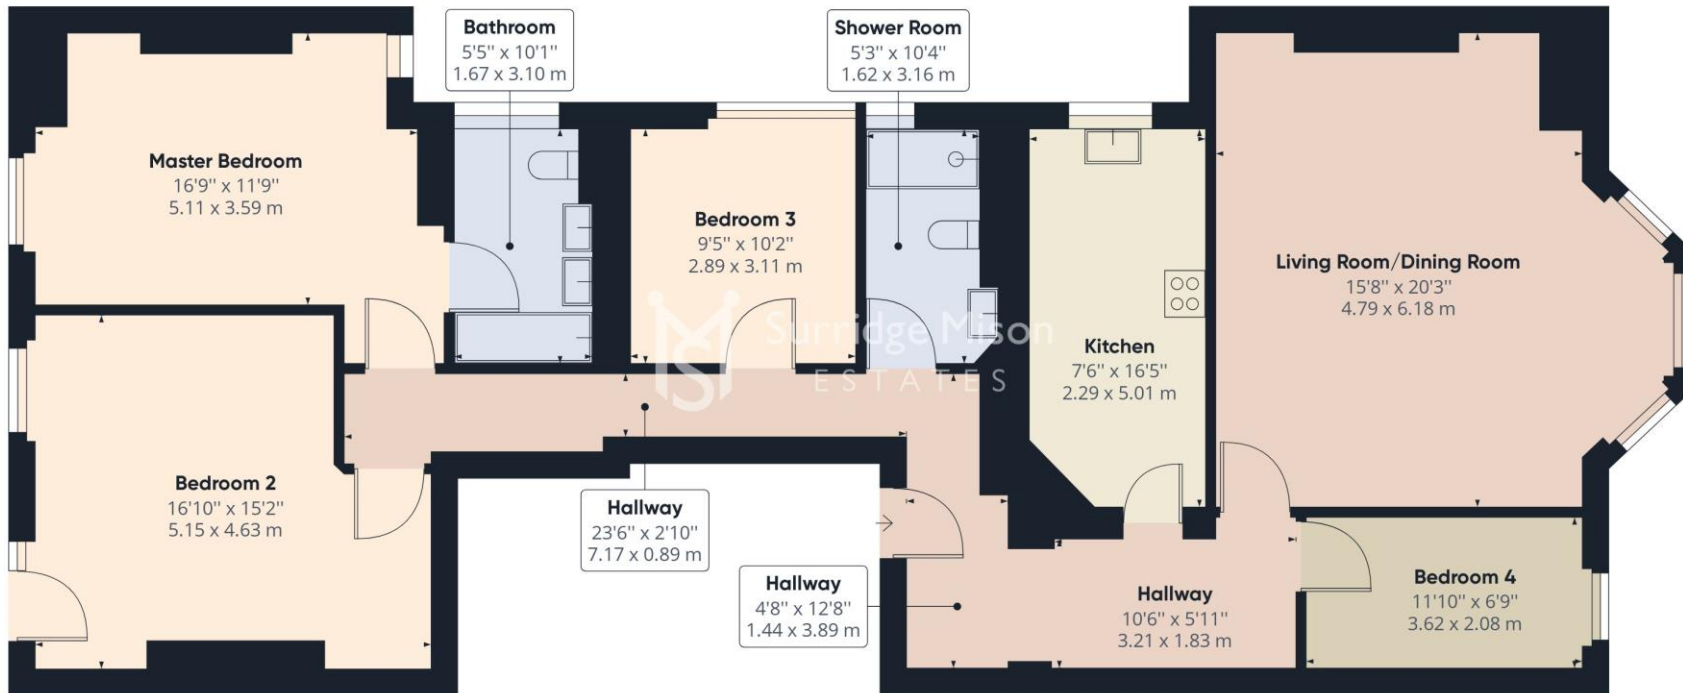 Bathroom
5'5" x 10'1"
1.67 x 3.10 m
Shower Room
5'3" x 10'4"
1.62 x 3.16 m
Master Bedroom
16'9" x 11'9"
5.11 x 3.59 m
Bedroom 3
9'5" x 10'2"
2.89 x 3.11 m
Living Room/Dining Room
15'8" x 20'3"
4.79 x 6.18 m
Surridge Mison
ESTATES
Kitchen
7'6" x 16'5"
2.29 x 5.01 m
Bedroom 2
16'10" x 15'2"
5.15 x 4.63 m
Hallway
23'6" x 2'10"
7.17 x 0.89 m
Hallway
4'8" x 12'8"
1.44 x 3.89 m
Hallway
10'6" x 5'11"
3.21 x 1.83 m
Bedroom 4
11'10" x 6'9"
3.62 x 2.08 m